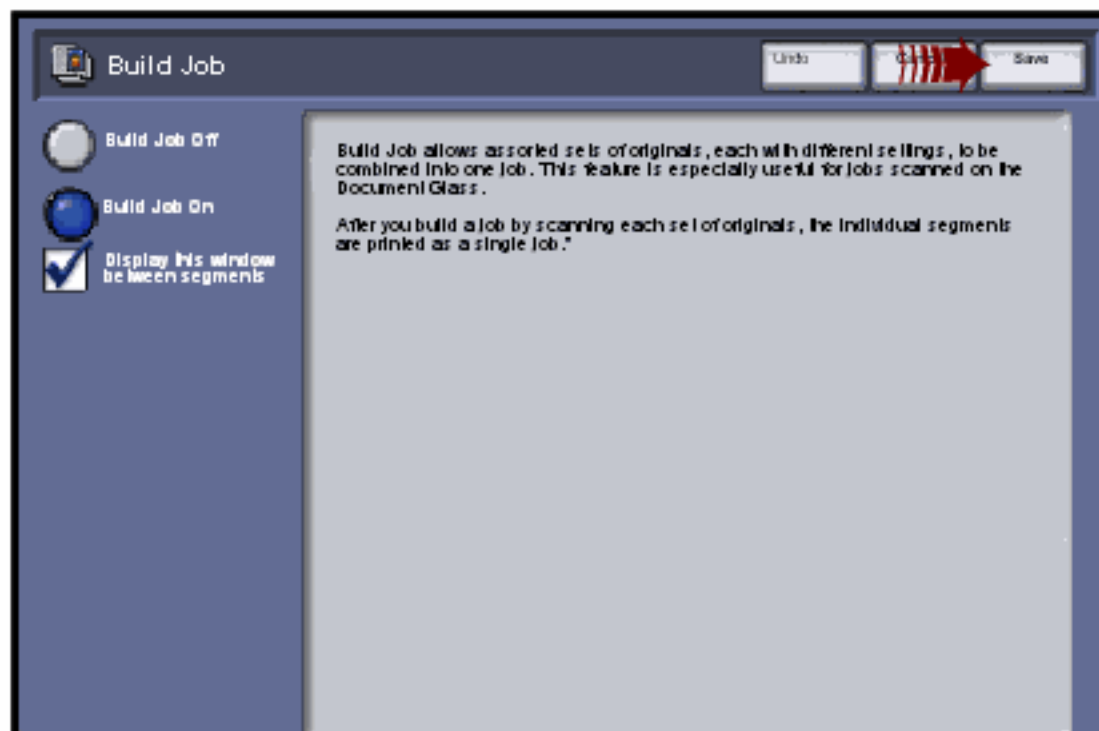 Build Job
Undo
Save
Build Job Off
Build Job On
Display this window
between segments
Build Job allows assorted sets of originals, each with different settings, to be
combined into one job. This feature is especially useful for jobs scanned on the
Document Glass.
After you build a job by scanning each set of originals, the individual segments
are printed as a single job."